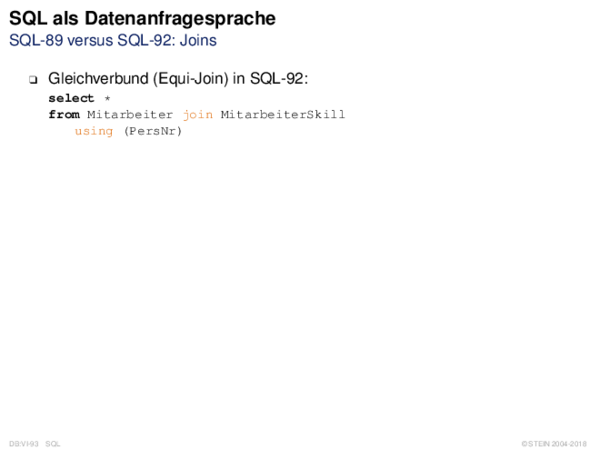 SQL als Datenanfragesprache
SQL-89 versus SQL-92: Joins
❑ Gleichverbund (Equi-Join) in SQL-92:
select *
from Mitarbeiter join MitarbeiterSkill
using (PersNr)
DB:VI-93 SQL
© STEIN 2004-2018